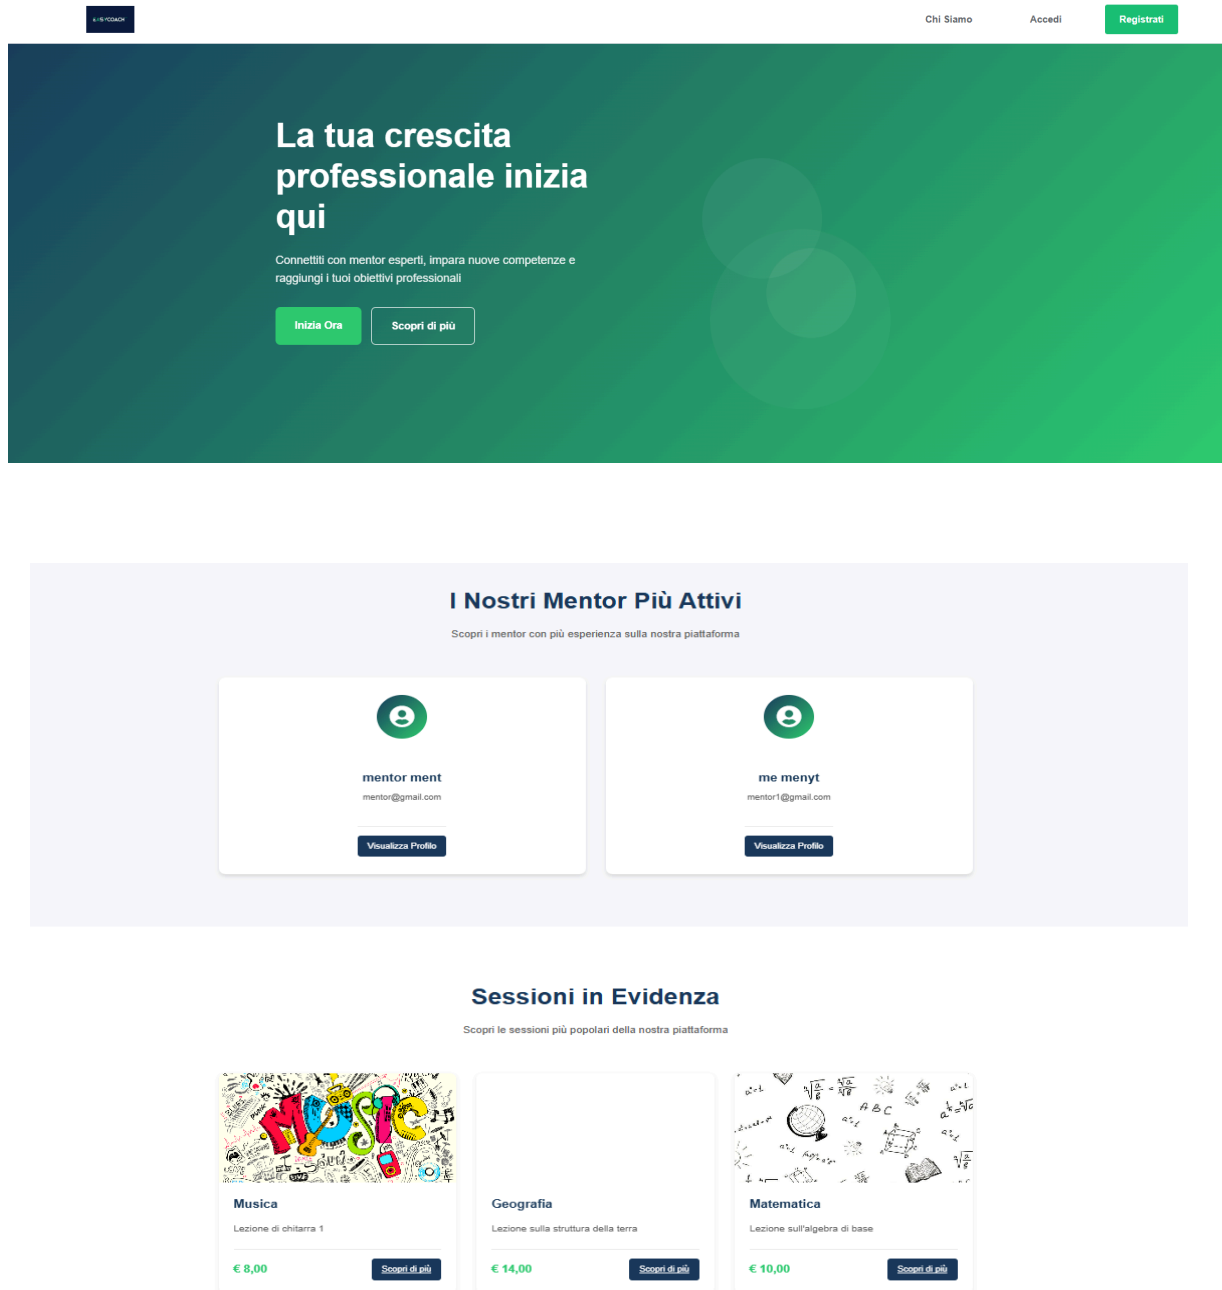 EASYCOACH
Chi Siamo
Accedi
Registrati
La tua crescita
professionale inizia
qui
Connettiti con mentor esperti, impara nuove competenze e
raggiungi i tuoi obiettivi professionali
Inizia Ora
Scopri di più
I Nostri Mentor Più Attivi
Scopri i mentor con più esperienza sulla nostra piattaforma
mentor ment
mentor@gmail.com
Visualizza Profilo
me menyt
mentor1@gmail.com
Visualizza Profilo
Sessioni in Evidenza
Scopri le sessioni più popolari della nostra piattaforma
MUSIC
Musica
Lezione di chitarra 1
€ 8,00
Scopri di più
Geografia
Lezione sulla struttura della terra
€ 14,00
Scopri di più
A B C
Matematica
Lezione sull'algebra di base
€ 10,00
Scopri di più